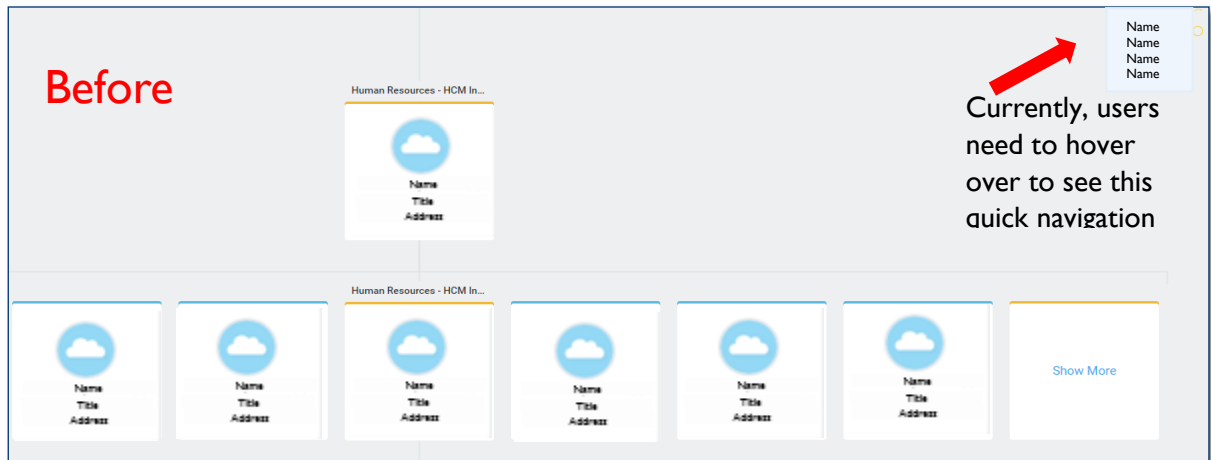 Name
Name
Name
Name
Before
Currently, users
need to hover
over to see this
quick navigation
Human Resources - HCM In...
Name
Title
Address
Human Resources - HCM In...
Name
Title
Address
Name
Title
Address
Name
Title
Address
Name
Title
Address
Name
Title
Address
Name
Title
Address
Show More